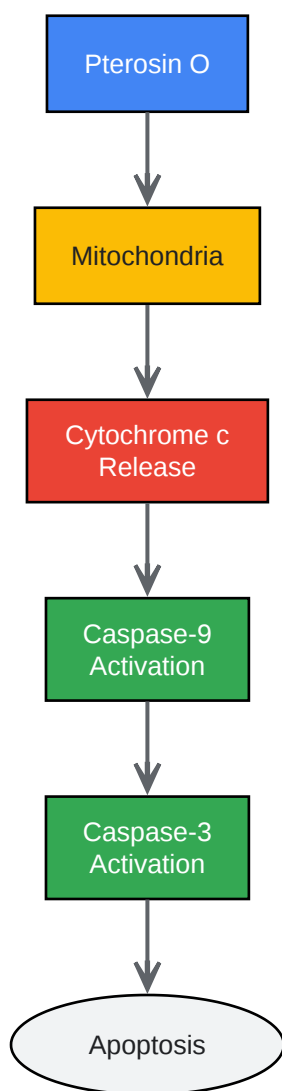 Pterosin O
Mitochondria
Cytochrome c
Release
Caspase-9
Activation
Caspase-3
Activation
Apoptosis